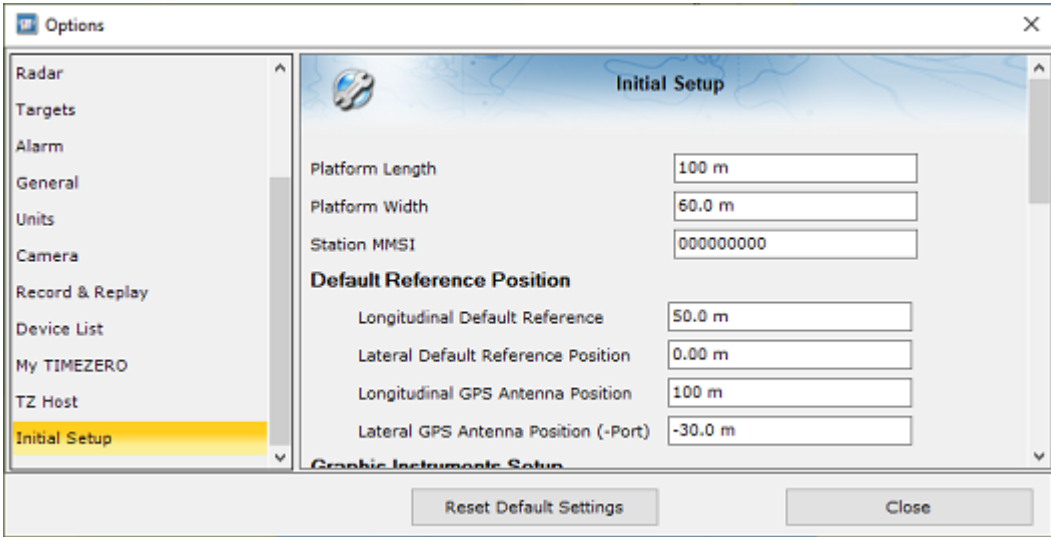 Options
Radar
Targets
Alarm
General
Units
Camera
Record & Replay
Device List
My TIMEZERO
TZ Host
Initial Setup
Initial Setup
Platform Length 100 m
Platform Width 60.0 m
Station MMSI 000000000
Default Reference Position
Longitudinal Default Reference 50.0 m
Lateral Default Reference Position 0.00 m
Longitudinal GPS Antenna Position 100 m
Lateral GPS Antenna Position (-Port) -30.0 m
Graphic Instruments Setup
Reset Default Settings Close